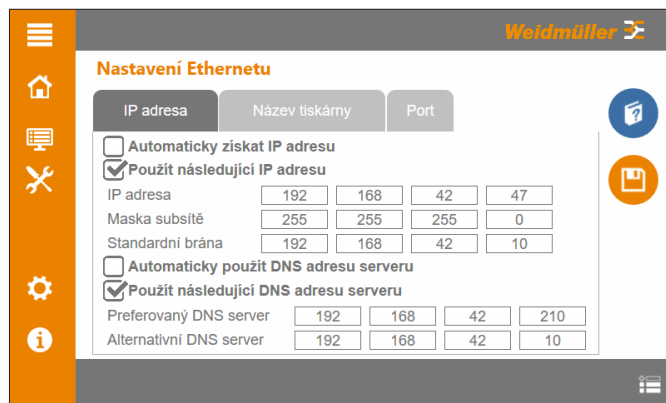 Weidmüller
Nastavení Ethernetu
IP adresa Název tiskárny Port
Automaticky získat IP adresu
Použít následující IP adresu
IP adresa 192 168 42 47
Maska subsítě 255 255 255 0
Standardní brána 192 168 42 10
Automaticky použít DNS adresu serveru
Použít následující DNS adresu serveru
Preferovaný DNS server 192 168 42 210
Alternativní DNS server 192 168 42 10